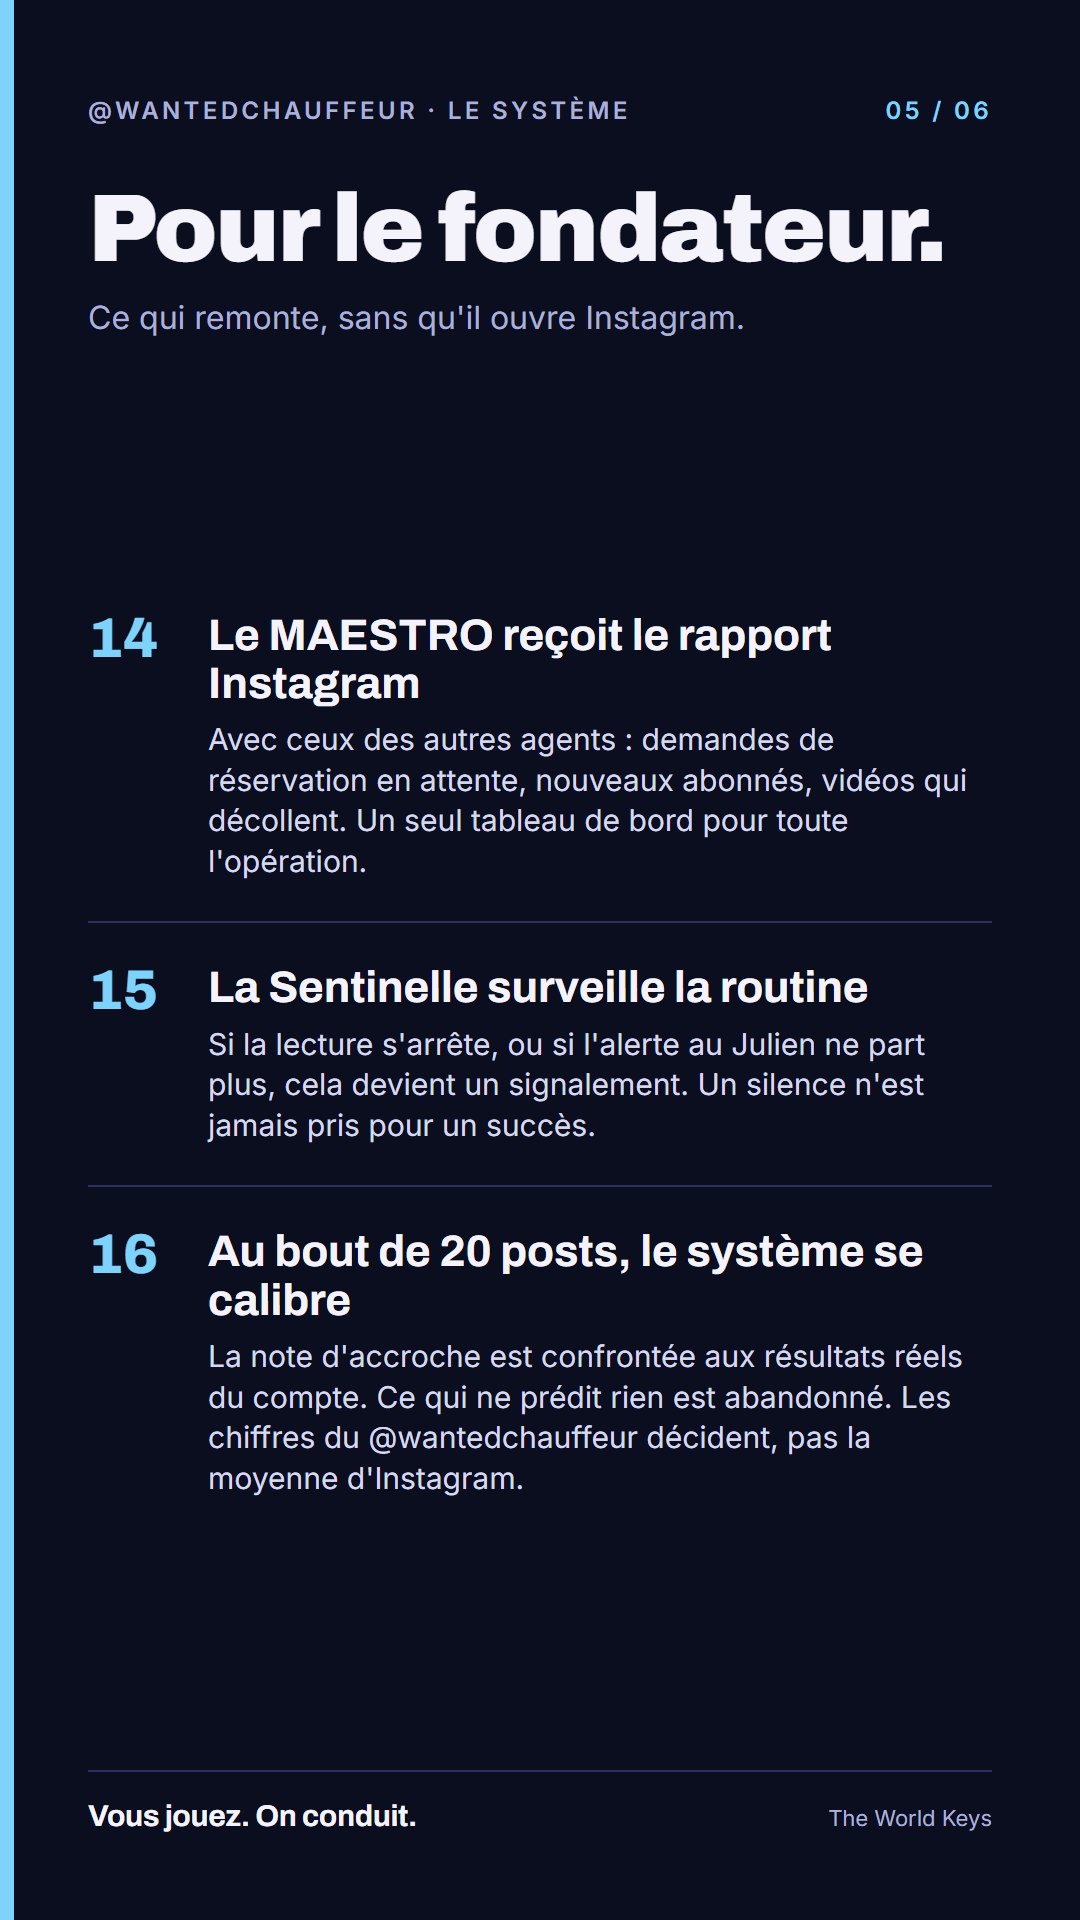 @WANTEDCHAUFFEUR · LE SYSTÈME
05 / 06
Pour le fondateur.
Ce qui remonte, sans qu'il ouvre Instagram.
14
Le MAESTRO reçoit le rapport
Instagram
Avec ceux des autres agents : demandes de
réservation en attente, nouveaux abonnés, vidéos qui
décollent. Un seul tableau de bord pour toute
l'opération.
15
La Sentinelle surveille la routine
Si la lecture s'arrête, ou si l'alerte au Julien ne part
plus, cela devient un signalement. Un silence n'est
jamais pris pour un succès.
16
Au bout de 20 posts, le système se
calibre
La note d'accroche est confrontée aux résultats réels
du compte. Ce qui ne prédit rien est abandonné. Les
chiffres du @wantedchauffeur décident, pas la
moyenne d'Instagram.
Vous jouez. On conduit.
The World Keys